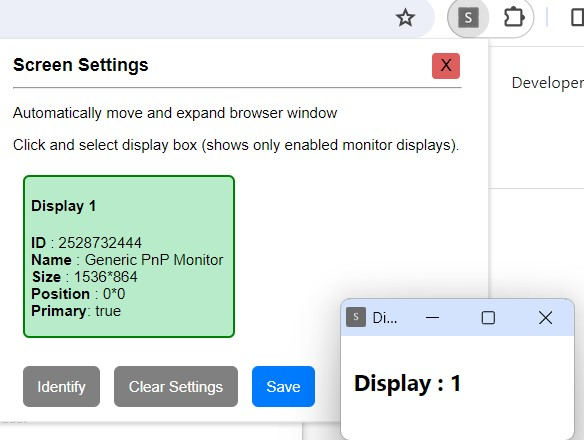 S
Screen Settings
X
Developer
Automatically move and expand browser window
Click and select display box (shows only enabled monitor displays).
Display 1
ID : 2528732444
Name : Generic PnP Monitor
Size : 1536*864
Position : 0*0
Primary: true
Identify
Clear Settings
Save
S
Di...
Display : 1